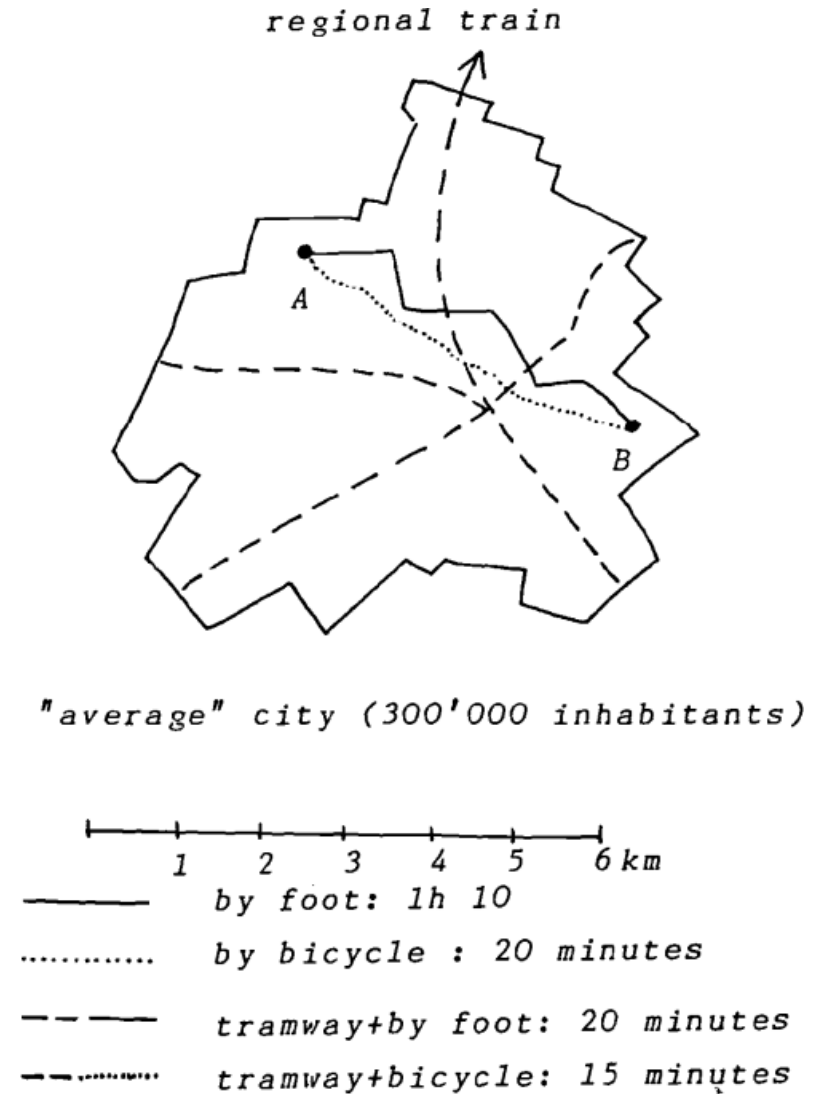 regional train
A
B
"average" city (300'000 inhabitants)
1 2 3 4 5 6 km
by foot: 1h 10
by bicycle : 20 minutes
tramway+by foot: 20 minutes
tramway+bicycle: 15 minutes